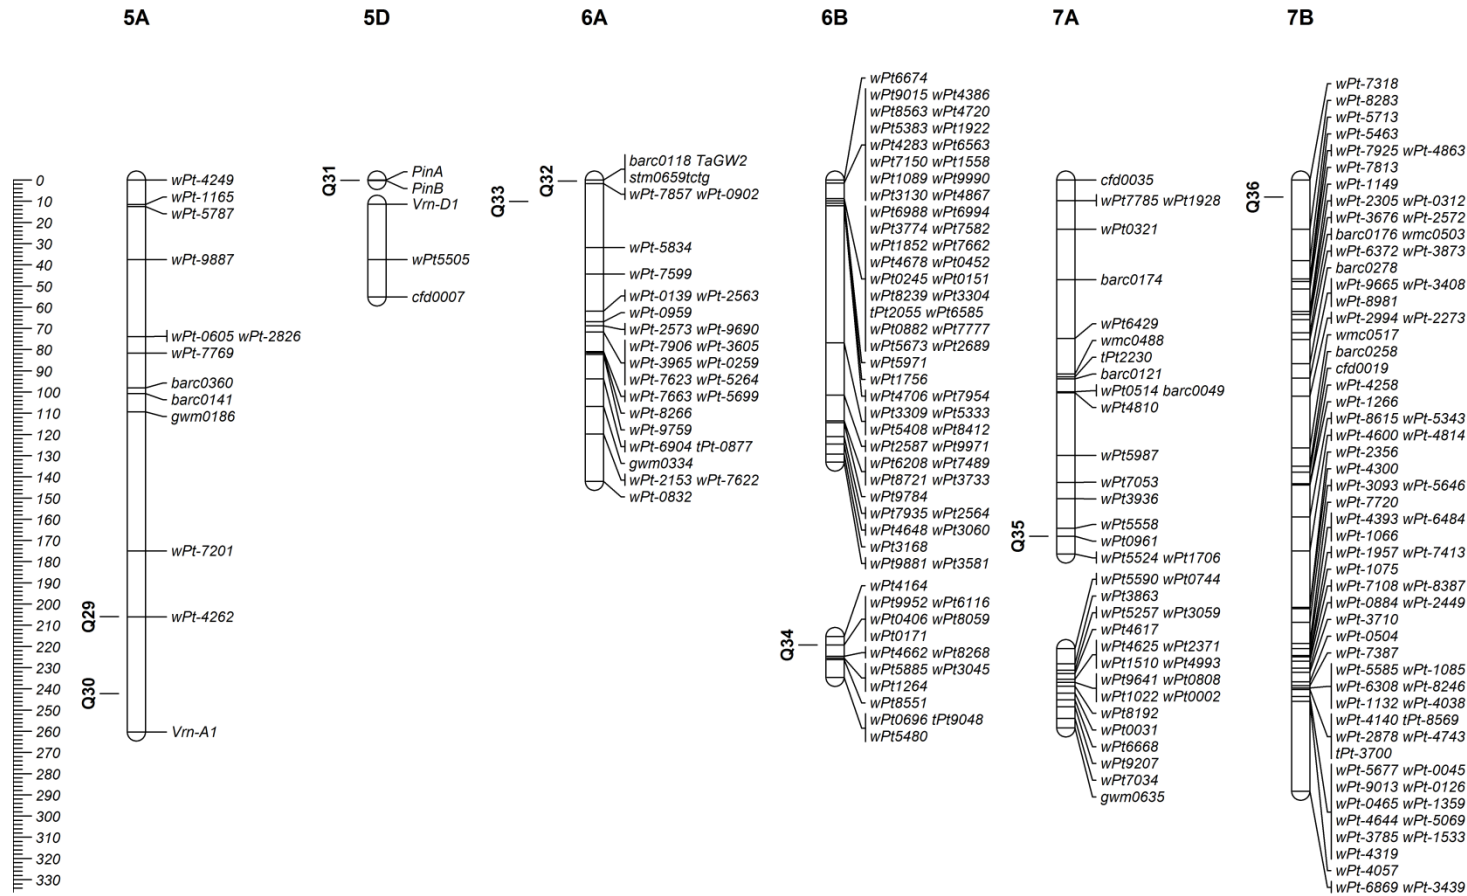 5A 5D 6A 6B 7A 7B
0
10
20
30
40
50
60
70
80
90
100
110
120
130
140
150
160
170
180
190
200
210
220
230
240
250
260
270
280
290
300
310
320
330
Q29
Q30
wPt-4249
wPt-1165
wPt-5787
wPt-9887
wPt-0605 wPt-2826
wPt-7769
barc0360
barc0141
gwm0186
wPt-7201
wPt-4262
Vrn-A1
Q31
PinA
PinB
Vrn-D1
wPt5505
cfd0007
Q33
Q32
barc0118 TaGW2
stm0659tctg
wPt-7857 wPt-0902
wPt-5834
wPt-7599
wPt-0139 wPt-2563
wPt-0959
wPt-2573 wPt-9690
wPt-7906 wPt-3605
wPt-3965 wPt-0259
wPt-7623 wPt-5264
wPt-7663 wPt-5699
wPt-8266
wPt-9759
wPt-6904 tPt-0877
gwm0334
wPt-2153 wPt-7622
wPt-0832
Q34
wPt6674
wPt9015 wPt4386
wPt8563 wPt4720
wPt5383 wPt1922
wPt4283 wPt6563
wPt7150 wPt1558
wPt1089 wPt9990
wPt3130 wPt4867
wPt6988 wPt6994
wPt3774 wPt7582
wPt1852 wPt7662
wPt4678 wPt0452
wPt0245 wPt0151
wPt8239 wPt3304
tPt2055 wPt6585
wPt0882 wPt7777
wPt5673 wPt2689
wPt5971
wPt1756
wPt4706 wPt7954
wPt3309 wPt5333
wPt5408 wPt8412
wPt2587 wPt9971
wPt6208 wPt7489
wPt8721 wPt3733
wPt9784
wPt7935 wPt2564
wPt4648 wPt3060
wPt3168
wPt9881 wPt3581
wPt4164
wPt9952 wPt6116
wPt0406 wPt8059
wPt0171
wPt4662 wPt8268
wPt5885 wPt3045
wPt1264
wPt8551
wPt0696 tPt9048
wPt5480
Q35
cfd0035
wPt7785 wPt1928
wPt0321
barc0174
wPt6429
wmc0488
tPt2230
barc0121
wPt0514 barc0049
wPt4810
wPt5987
wPt7053
wPt3936
wPt5558
wPt0961
wPt5524 wPt1706
wPt5590 wPt0744
wPt3863
wPt5257 wPt3059
wPt4617
wPt4625 wPt2371
wPt1510 wPt4993
wPt9641 wPt0808
wPt1022 wPt0002
wPt8192
wPt0031
wPt6668
wPt9207
wPt7034
gwm0635
Q36
wPt-7318
wPt-8283
wPt-5713
wPt-5463
wPt-7925 wPt-4863
wPt-7813
wPt-1149
wPt-2305 wPt-0312
wPt-3676 wPt-2572
barc0176 wmc0503
wPt-6372 wPt-3873
barc0278
wPt-9665 wPt-3408
wPt-8981
wPt-2994 wPt-2273
wmc0517
barc0258
cfd0019
wPt-4258
wPt-1266
wPt-8615 wPt-5343
wPt-4600 wPt-4814
wPt-2356
wPt-4300
wPt-3093 wPt-5646
wPt-7720
wPt-4393 wPt-6484
wPt-1066
wPt-1957 wPt-7413
wPt-1075
wPt-7108 wPt-8387
wPt-0884 wPt-2449
wPt-3710
wPt-0504
wPt-7387
wPt-5585 wPt-1085
wPt-6308 wPt-8246
wPt-1132 wPt-4038
wPt-4140 tPt-8569
wPt-2878 wPt-4743
tPt-3700
wPt-5677 wPt-0045
wPt-9013 wPt-0126
wPt-0465 wPt-1359
wPt-4644 wPt-5069
wPt-3785 wPt-1533
wPt-4319
wPt-4057
wPt-6869 wPt-3439